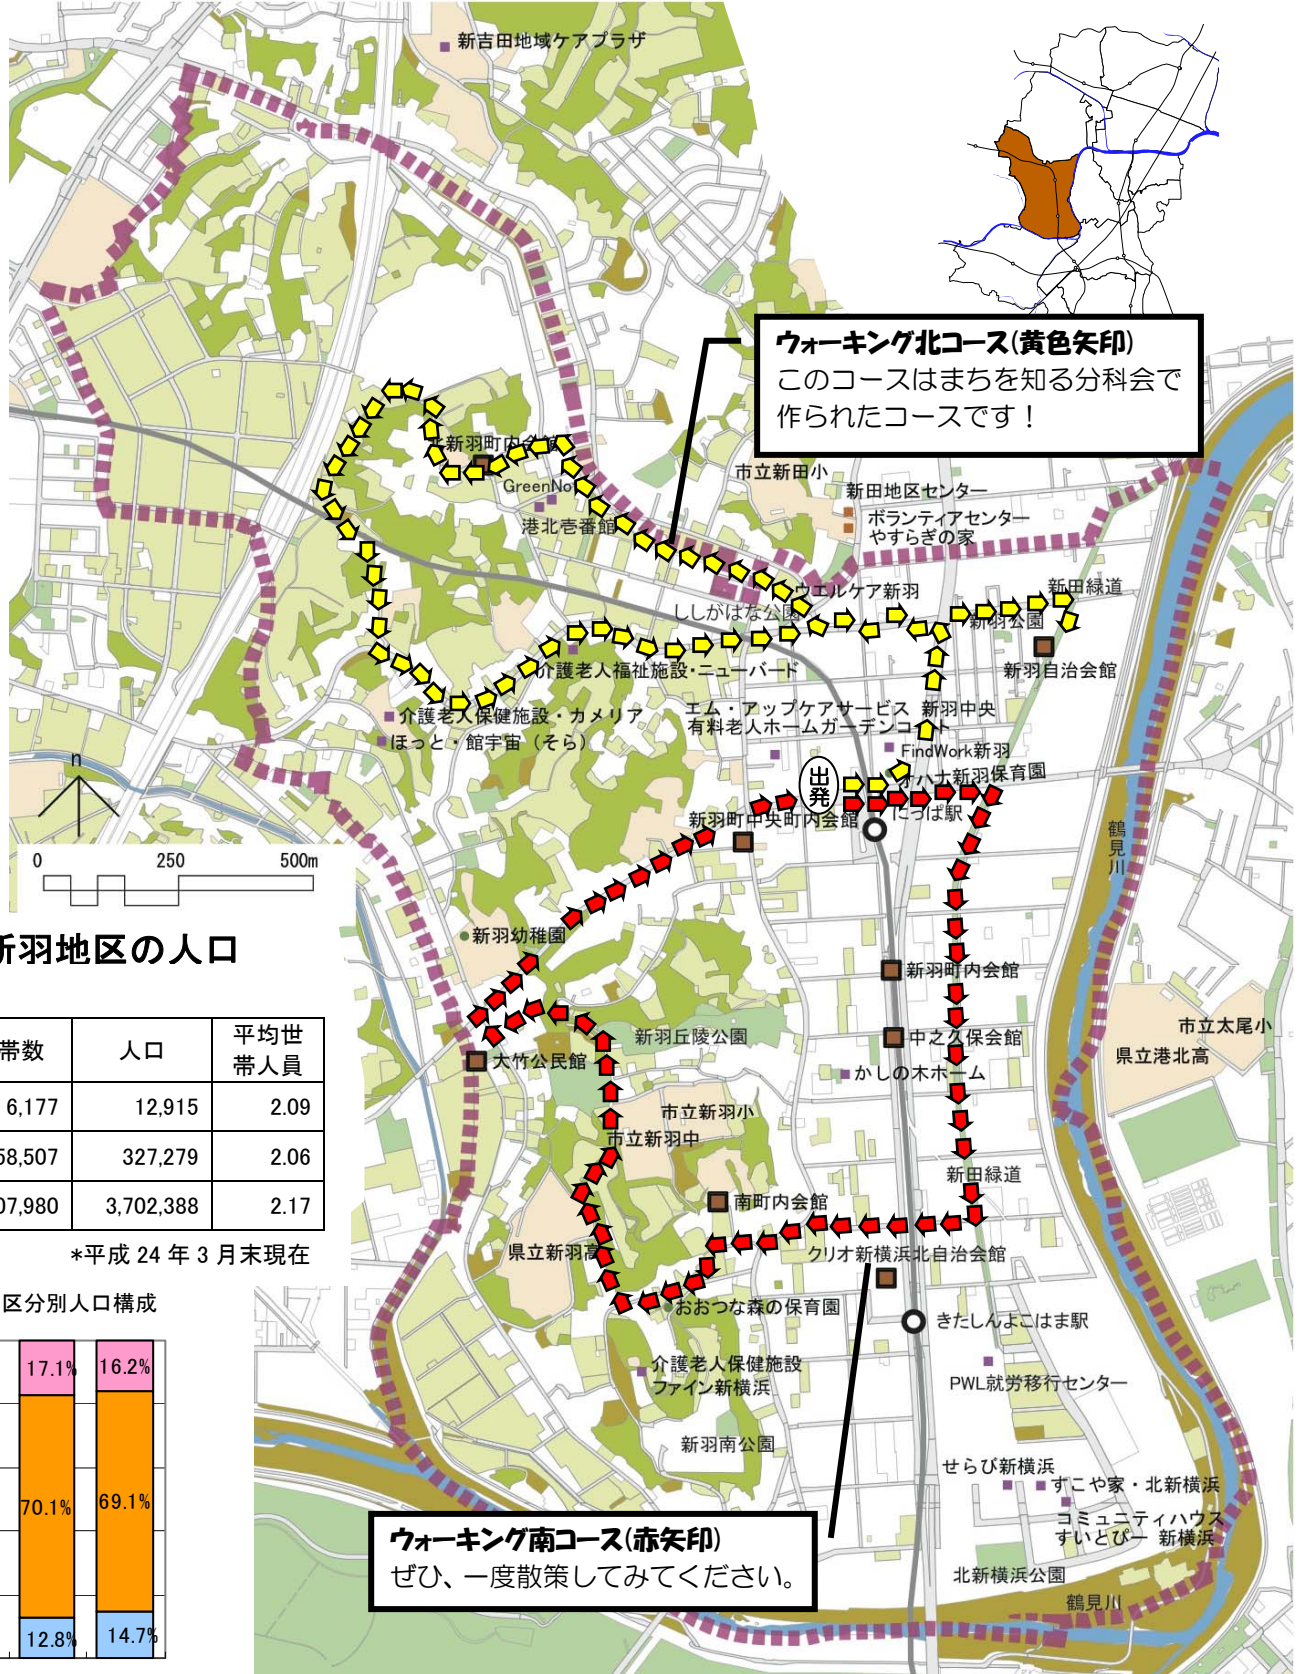 新吉田地域ケアプラザ
ウォーキング北コース(黄色矢印)
このコースはまちを知る分科会で
作られたコースです！
北新羽町内会館
GreenNo
港北壱番館
市立新田小
新田地区センター
ボランティアセンター
やすらぎの家
ウエルケア新羽
ししがはな公園
新田緑道
新羽公園
新羽自治会館
介護老人福祉施設・ニューバード
介護老人保健施設・カメリア
ほっと・館宇宙（そら）
エム・アップケアサービス 新羽中央
有料老人ホームガーデンコート
FindWork新羽
オハナ新羽保育園
出発
にっぱ駅
新羽町中央町内会館
n
0 250 500m
鶴見川
新羽幼稚園
新羽地区の人口
新羽町内会館
中之久保会館
新羽丘陵公園
大竹公民館
かしの木ホーム
市立太尾小
県立港北高
帯数 人口 平均世帯人員
6,177 12,915 2.09
58,507 327,279 2.06
07,980 3,702,388 2.17
*平成 24 年 3 月末現在
市立新羽小
市立新羽中
新田緑道
南町内会館
県立新羽高
クリオ新横浜北自治会館
おおつな森の保育園
きたしんよこはま駅
区分別人口構成
17.1% 16.2%
70.1% 69.1%
12.8% 14.7%
介護老人保健施設
ファイン新横浜
PWL就労移行センター
新羽南公園
せらび新横浜
すこや家・北新横浜
コミュニティハウス
すいとぴー 新横浜
ウォーキング南コース(赤矢印)
ぜひ、一度散策してみてください。
北新横浜公園
鶴見川